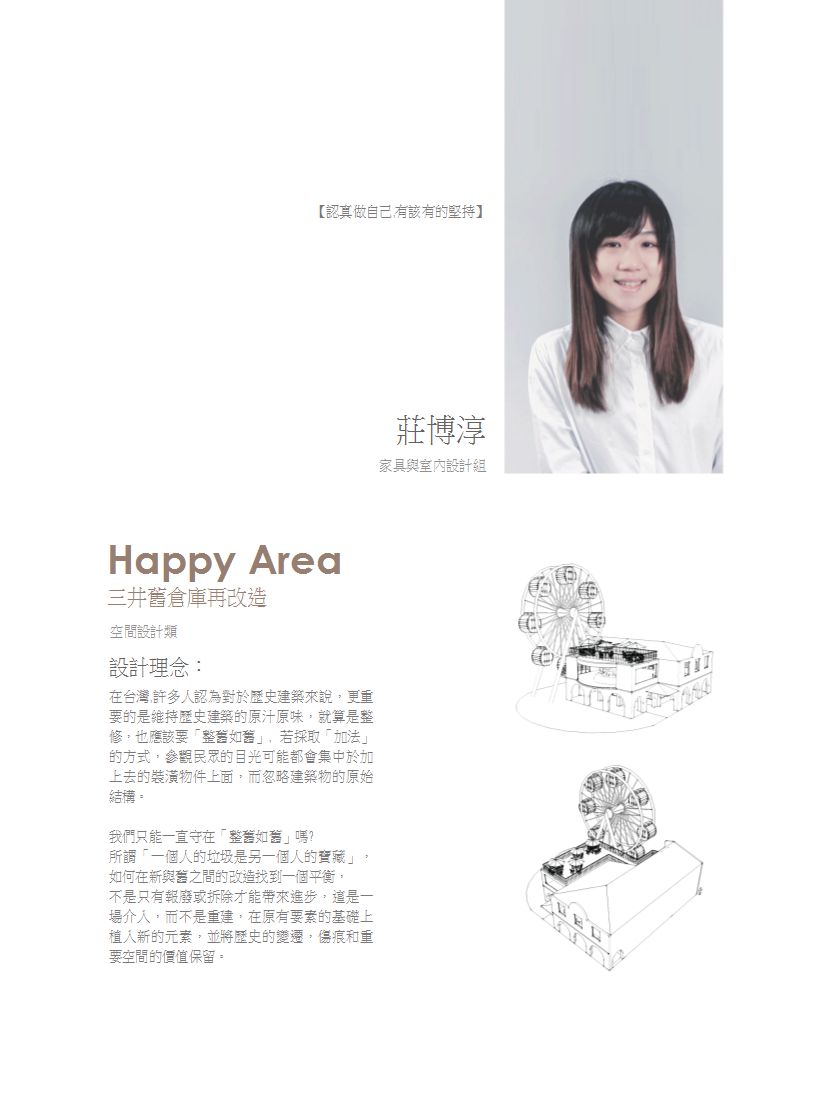 【認真做自己,有該有的堅持】
莊博淳
家具與室內設計組
Happy Area
三井舊倉庫再改造
空間設計類
設計理念：
在台灣,許多人認為對於歷史建築來說，更重
要的是維持歷史建築的原汁原味，就算是整
修，也應該要「整舊如舊」, 若採取「加法」
的方式，參觀民眾的目光可能都會集中於加
上去的裝潢物件上面，而忽略建築物的原始
結構。
我們只能一直守在「整舊如舊」嗎?
所謂「一個人的垃圾是另一個人的寶藏」，
如何在新與舊之間的改造找到一個平衡，
不是只有報廢或拆除才能帶來進步，這是一
場介入，而不是重建，在原有要素的基礎上
植入新的元素，並將歷史的變遷，傷痕和重
要空間的價值保留。